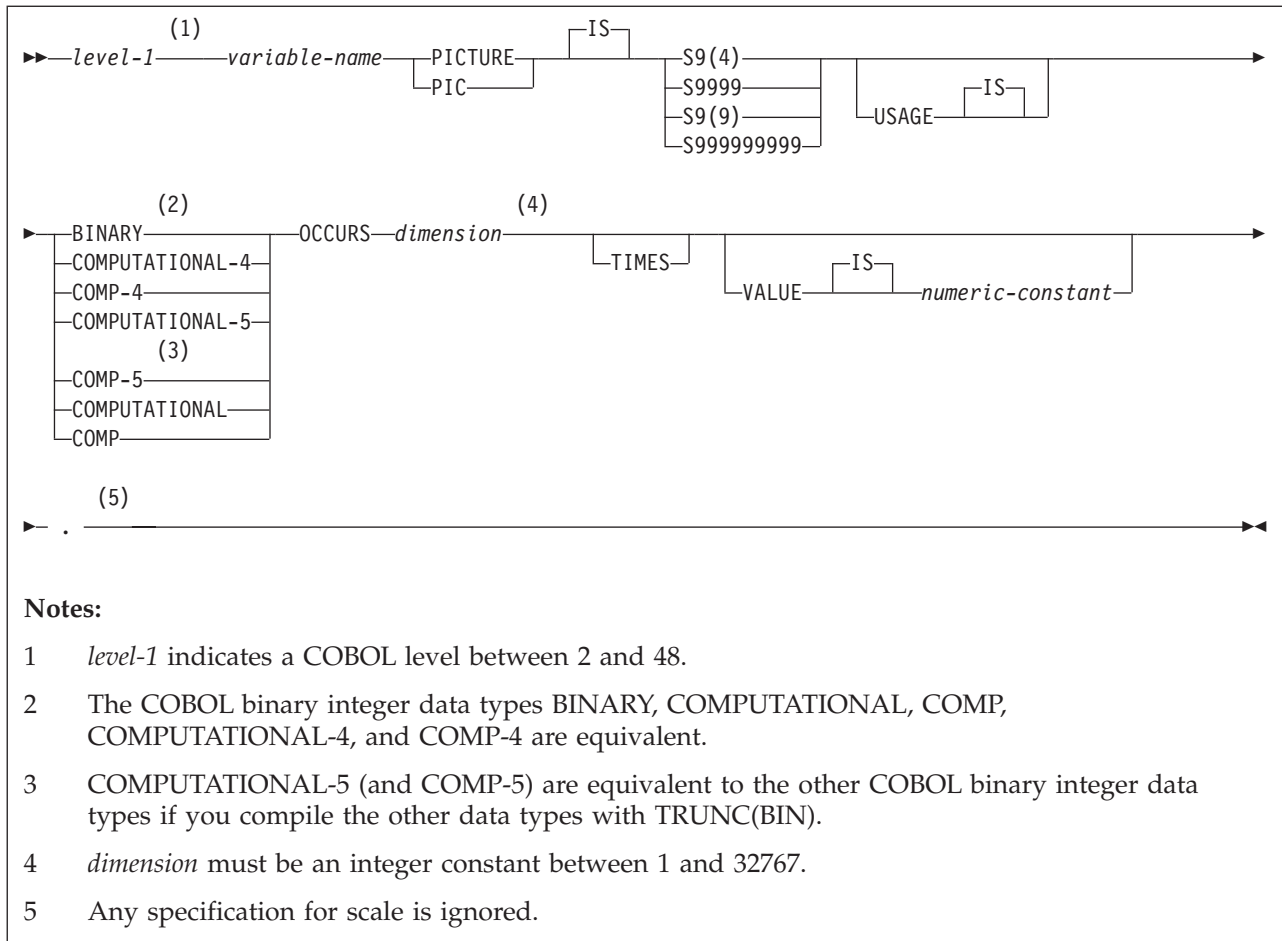 (1) IS
level-1 variable-name PICTURE S9(4)
PIC S9999 IS
S9(9) USAGE
S999999999
(2) (4)
BINARY OCCURS dimension
COMPUTATIONAL-4 TIMES IS
COMP-4 VALUE numeric-constant
COMPUTATIONAL-5
(3)
COMP-5
COMPUTATIONAL
COMP
(5)
.
Notes:
1 level-1 indicates a COBOL level between 2 and 48.
2 The COBOL binary integer data types BINARY, COMPUTATIONAL, COMP,
COMPUTATIONAL-4, and COMP-4 are equivalent.
3 COMPUTATIONAL-5 (and COMP-5) are equivalent to the other COBOL binary integer data
types if you compile the other data types with TRUNC(BIN).
4 dimension must be an integer constant between 1 and 32767.
5 Any specification for scale is ignored.